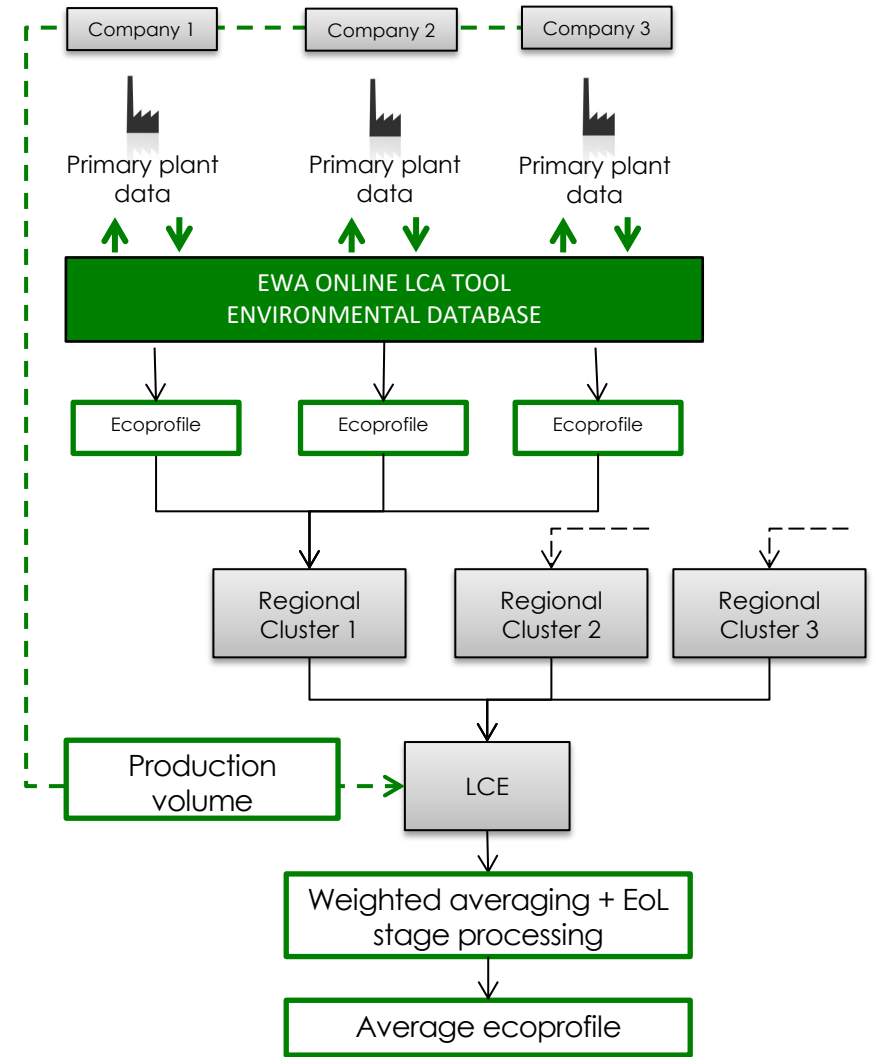 Company 1
Company 2
Company 3
Primary plant
data
Primary plant
data
Primary plant
data
EWA ONLINE LCA TOOL
ENVIRONMENTAL DATABASE
Ecoprofile
Ecoprofile
Ecoprofile
Regional
Cluster 1
Regional
Cluster 2
Regional
Cluster 3
Production
volume
LCE
Weighted averaging + EoL
stage processing
Average ecoprofile